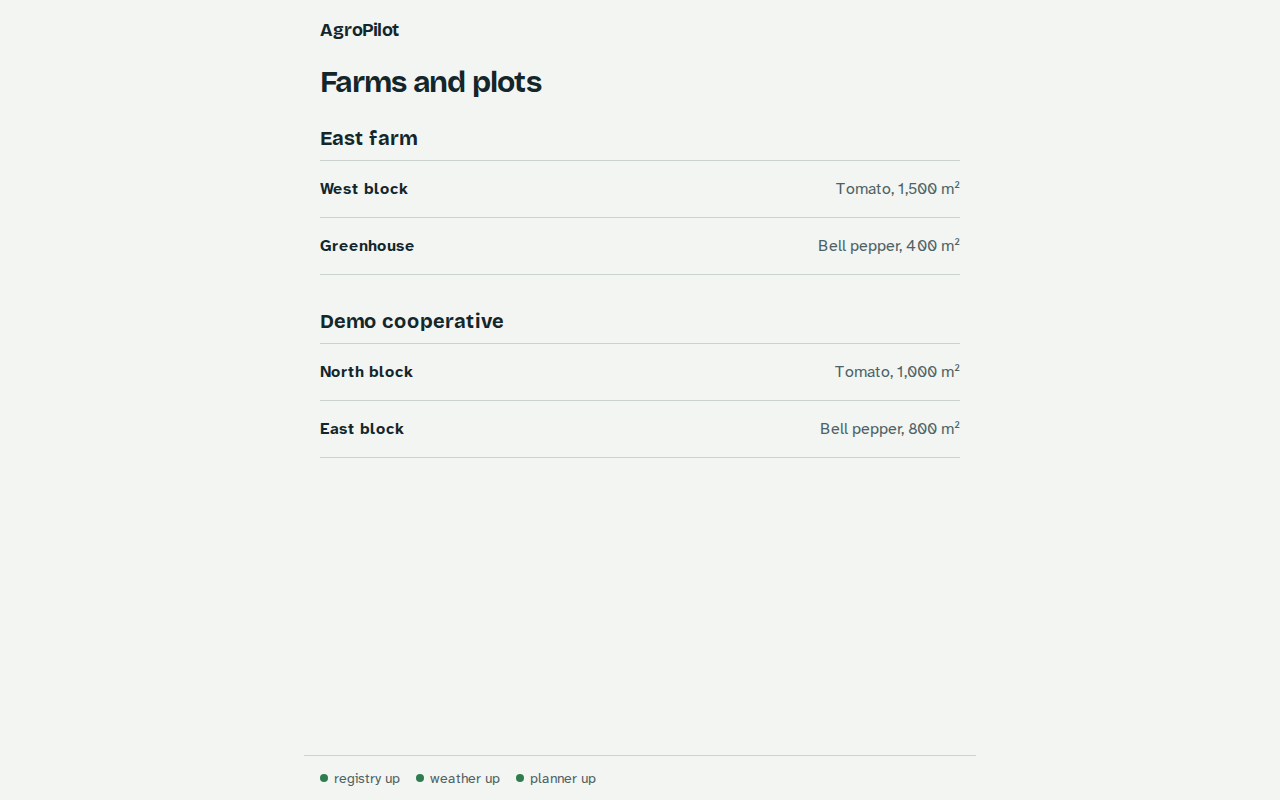 AgroPilot
Farms and plots
East farm
West block Tomato, 1,500 m²
Greenhouse Bell pepper, 400 m²
Demo cooperative
North block Tomato, 1,000 m²
East block Bell pepper, 800 m²
registry up weather up planner up